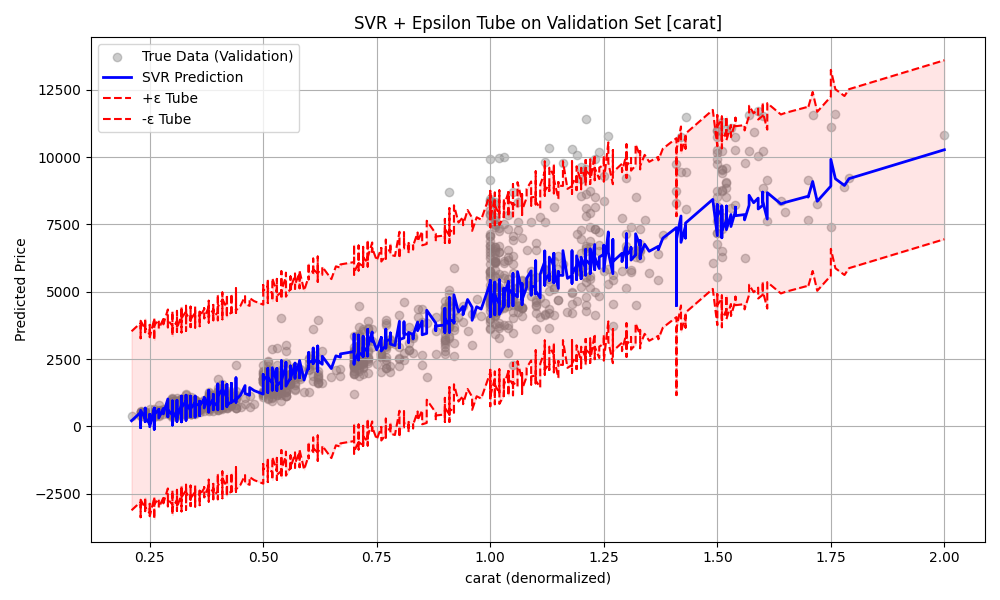 SVR + Epsilon Tube on Validation Set [carat]
True Data (Validation)
SVR Prediction
+ε Tube
-ε Tube
Predicted Price
12500
10000
7500
5000
2500
0
−2500
0.25 0.50 0.75 1.00 1.25 1.50 1.75 2.00
carat (denormalized)